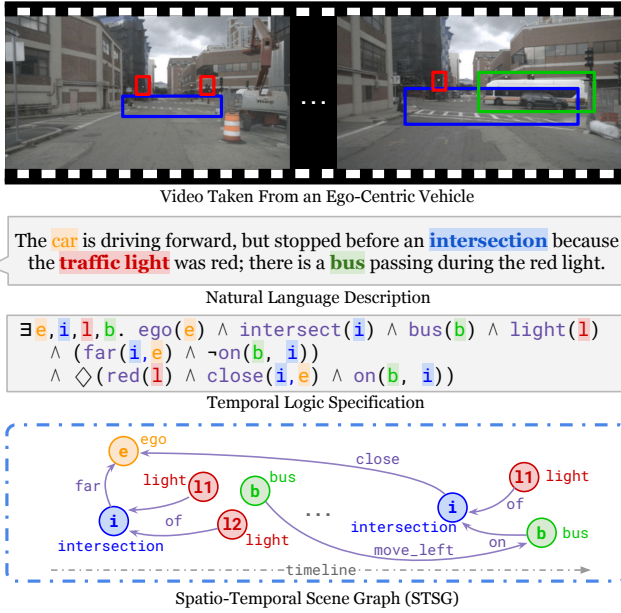 ...
Video Taken From an Ego-Centric Vehicle
The car is driving forward, but stopped before an intersection because
the traffic light was red; there is a bus passing during the red light.
Natural Language Description
∃ e,i,l,b. ego(e) ∧ intersect(i) ∧ bus(b) ∧ light(l)
∧ (far(i,e) ∧ ¬on(b, i))
∧ ◇(red(l) ∧ close(i,e) ∧ on(b, i))
Temporal Logic Specification
e ego
close
far
light l1
b bus
l1 light
i
of
l2
light
intersection
...
i
of
intersection
on
b bus
move_left
timeline
Spatio-Temporal Scene Graph (STSG)